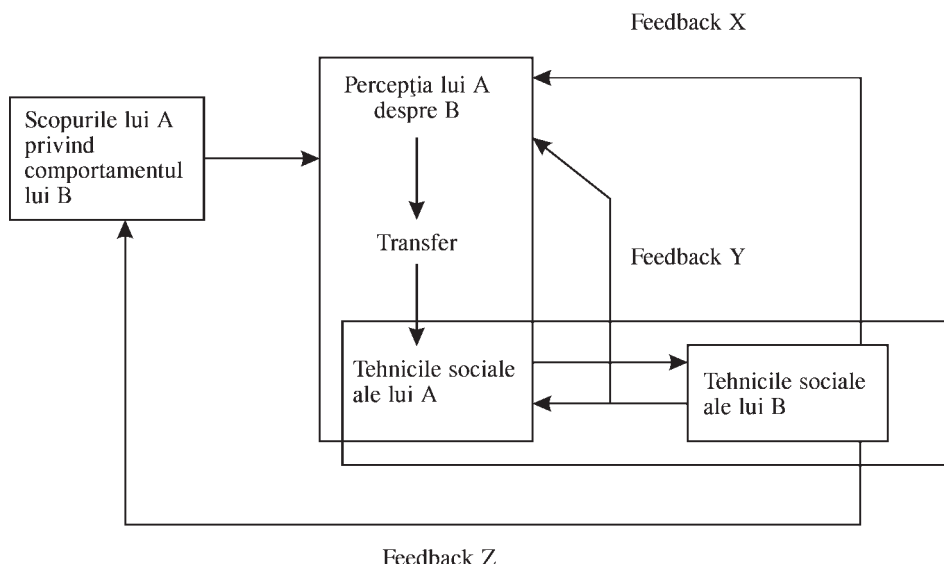 Feedback X
Percepţia lui A
despre B
Scopurile lui A
privind
comportamentul
lui B
Transfer
Feedback Y
Tehnicile sociale
ale lui A
Tehnicile sociale
ale lui B
Feedback Z